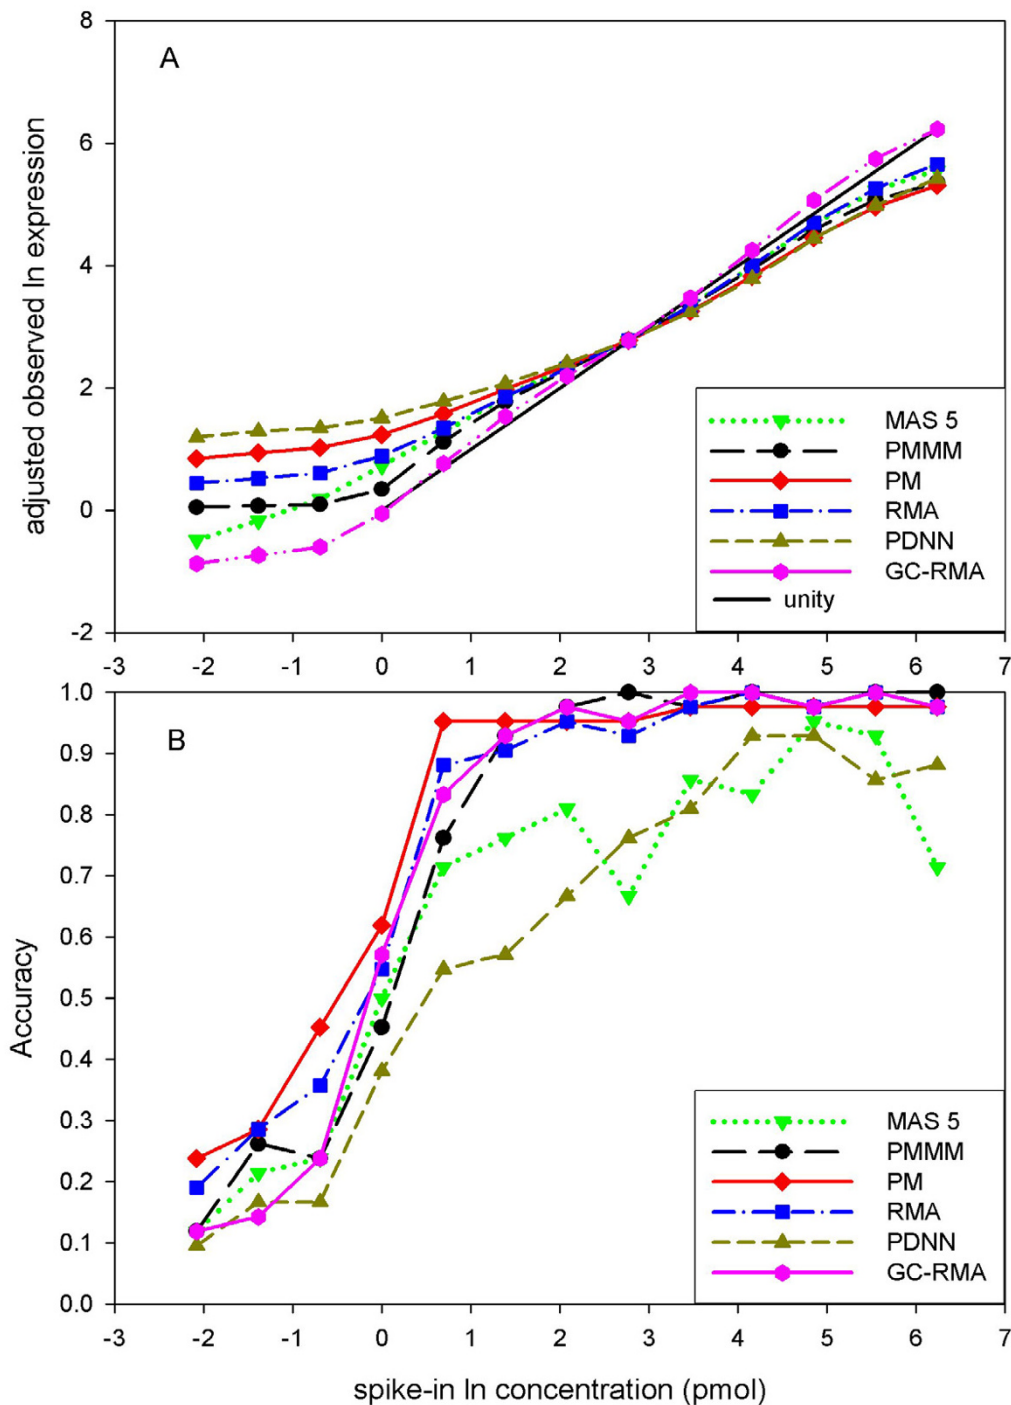 A
adjusted observed ln expression
8
6
4
2
0
-2
MAS 5
PMMM
PM
RMA
PDNN
GC-RMA
unity
-3 -2 -1 0 1 2 3 4 5 6 7
B
Accuracy
1.0
0.9
0.8
0.7
0.6
0.5
0.4
0.3
0.2
0.1
0.0
MAS 5
PMMM
PM
RMA
PDNN
GC-RMA
-3 -2 -1 0 1 2 3 4 5 6 7
spike-in ln concentration (pmol)